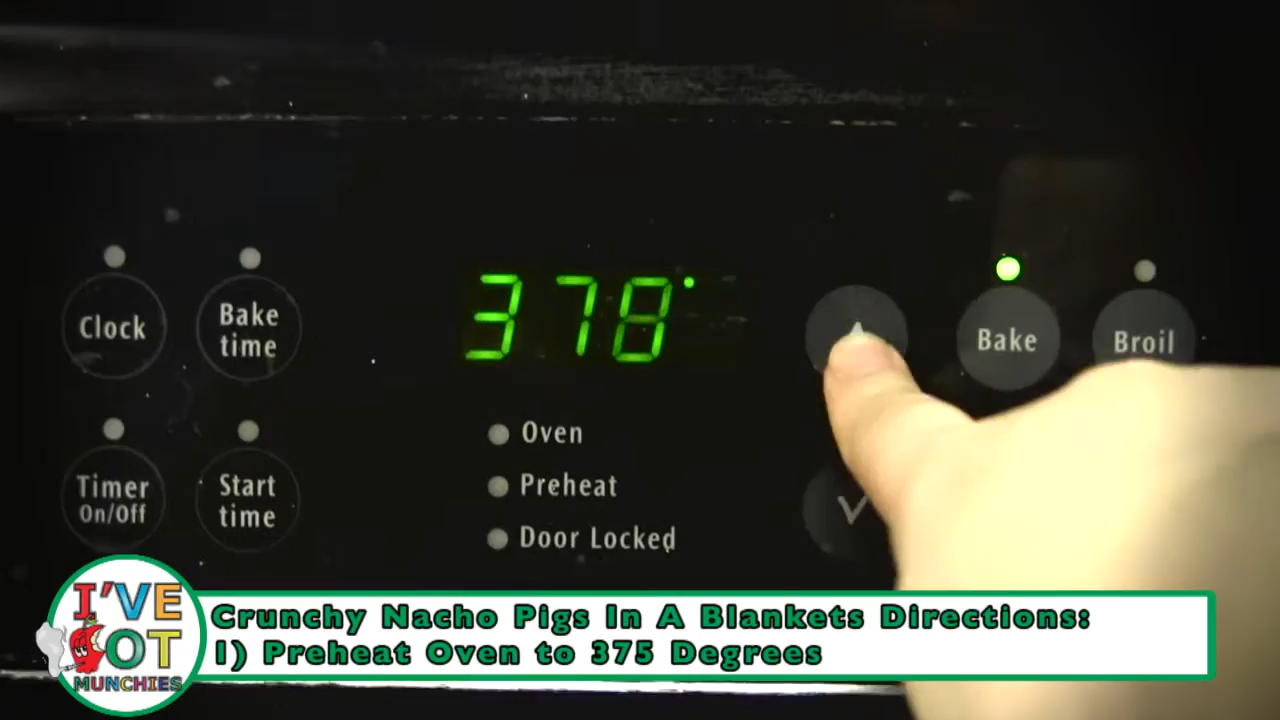 378°
Clock
Bake
time
Bake
Broil
Timer
On/Off
Start
time
Oven
Preheat
Door Locked
I'VE
GOT
MUNCHIES
Crunchy Nacho Pigs In A Blankets Directions:
1) Preheat Oven to 375 Degrees